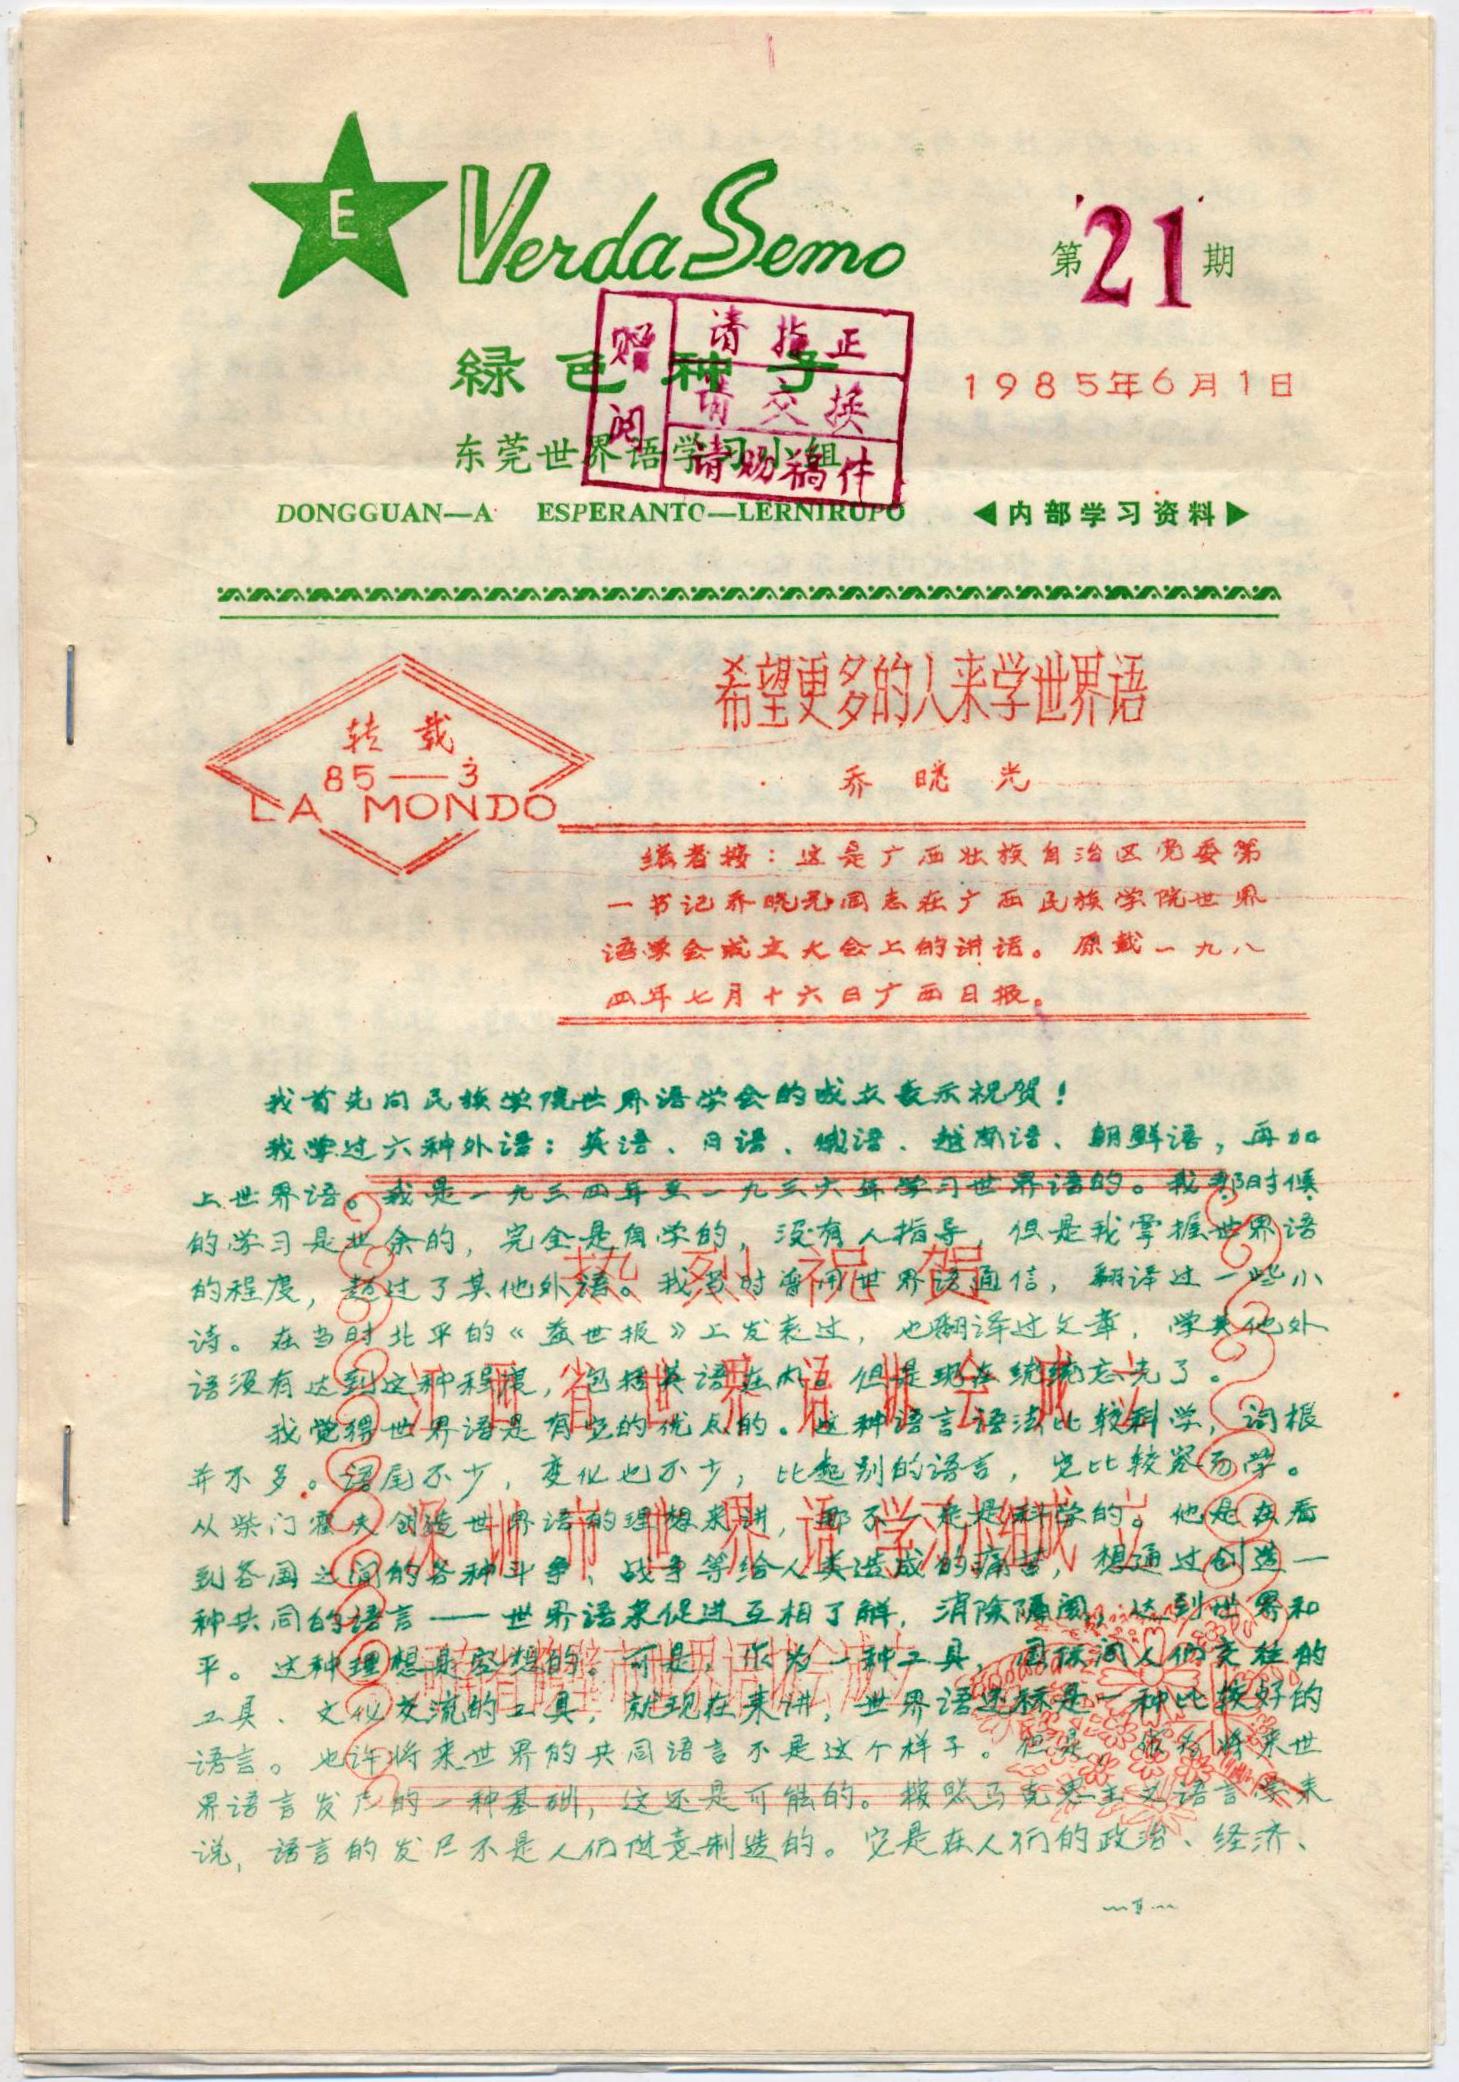 E
Verda Semo
第21期
绿色种子
赠阅
请指正
请交换
请赐稿件
1985年6月1日
东莞世界语学习小组
DONGGUAN—A ESPERANTO—LERNIRUPO
◀内部学习资料▶
转载
85—3
LA MONDO
希望更多的人来学世界语
乔晓光
编者按：这是广西壮族自治区党委第
一书记乔晓光同志在广西民族学院世界
语学会成立大会上的讲话。原载一九八
四年七月十六日广西日报。
我首先向民族学院世界语学会的成立表示祝贺！
我学过六种外语：英语、日语、俄语、越南语、朝鲜语，再加
上世界语。我是一九三四年至一九三六年学习世界语的。我那时候
的学习是业余的，完全是自学的，没有人指导，但是我掌握世界语
的程度，超过了其他外语。我当时曾用世界语通信，翻译过一些小
诗。在当时北平的《益世报》上发表过，也翻译过文章，学其他外
语没有达到这种程度，包括英语在内。但是现在统统忘光了。
我觉得世界语是有它的优点的。这种语言语法比较科学，词根
并不多。语尾不少，变化也不少，比起别的语言，它比较容易学。
从柴门霍夫创造世界语的理想来讲，那不一定是科学的。他是在看
到各国之间的各种斗争、战争等给人类造成的痛苦，想通过创造一
种共同的语言——世界语来促进互相了解，消除隔阂，达到世界和
平。这种理想是空想的。可是，作为一种工具，国际间人们交往的
工具、文化交流的工具，就现在来讲，世界语还称是一种比较好的
语言。也许将来世界的共同语言不是这个样子。但是，作为将来世
界语言发尸的一种基础，这还是可能的。按照马克思主义语言学来
说，语言的发尸不是人们任意制造的。它是在人们的政治、经济、
热烈祝贺
江西省世界语协会成立
深圳市世界语学习小组成立
市世界语协会成立